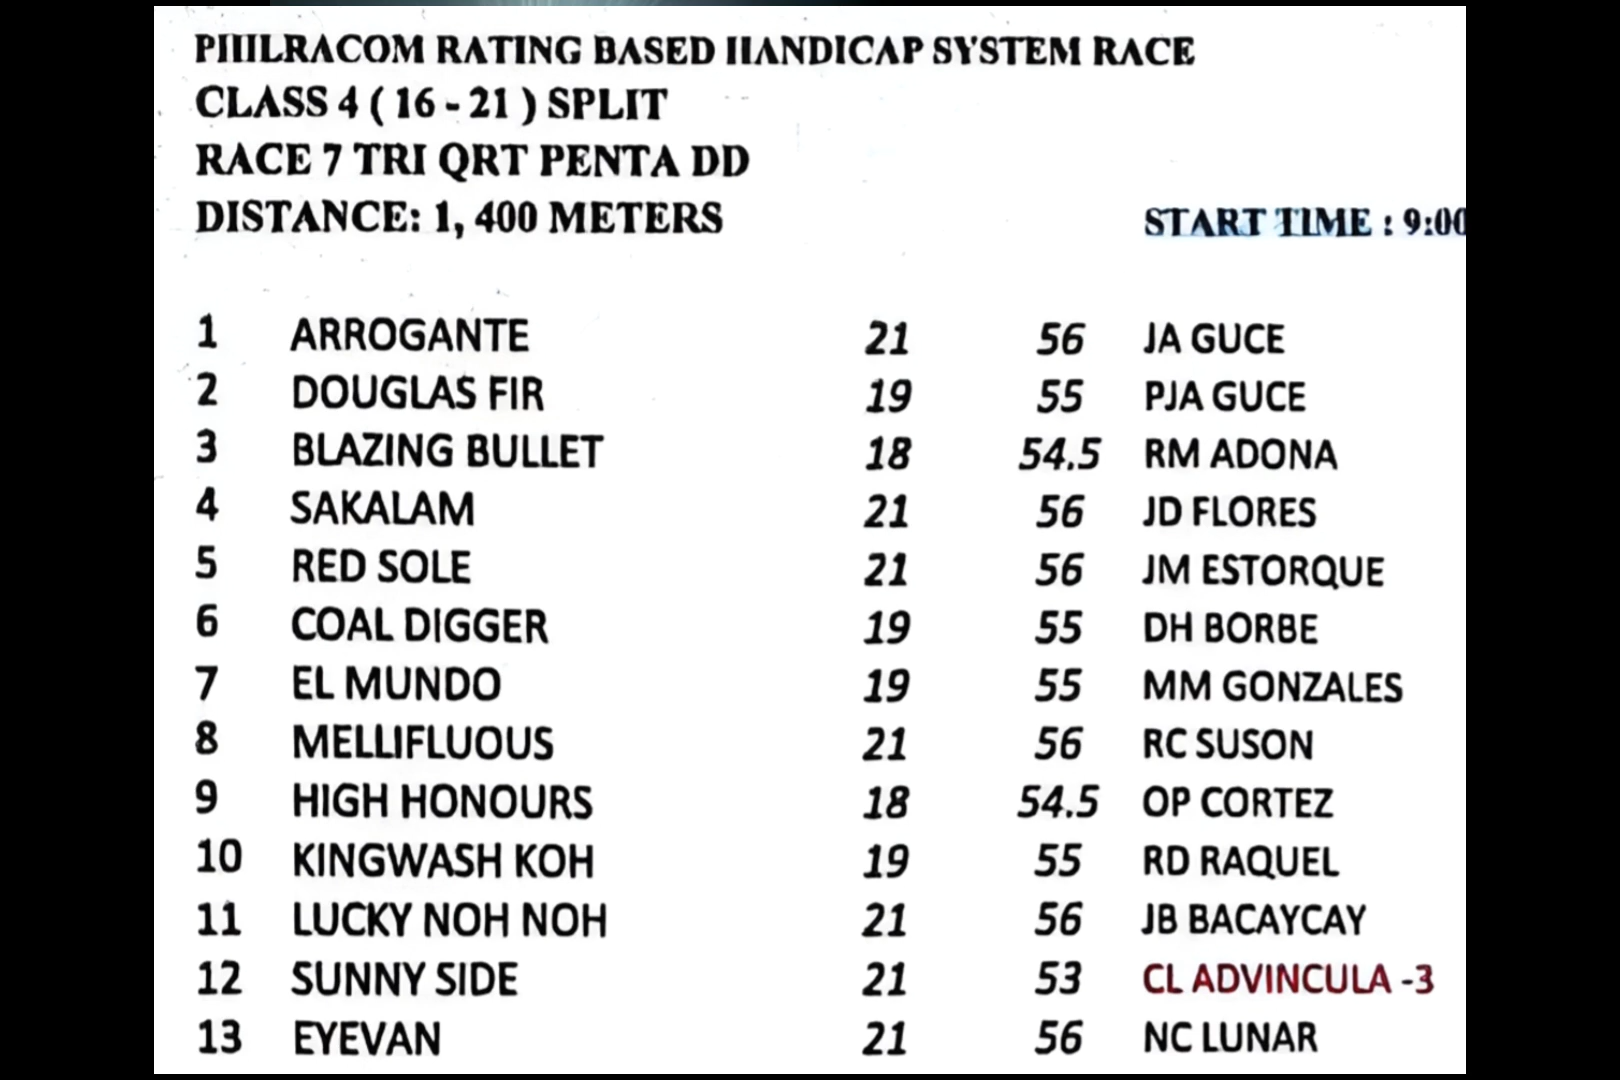 PHILRACOM RATING BASED HANDICAP SYSTEM RACE
CLASS 4 ( 16 - 21 ) SPLIT
RACE 7 TRI QRT PENTA DD
DISTANCE: 1, 400 METERS
START TIME : 9:00
1 ARROGANTE 21 56 JA GUCE
2 DOUGLAS FIR 19 55 PJA GUCE
3 BLAZING BULLET 18 54.5 RM ADONA
4 SAKALAM 21 56 JD FLORES
5 RED SOLE 21 56 JM ESTORQUE
6 COAL DIGGER 19 55 DH BORBE
7 EL MUNDO 19 55 MM GONZALES
8 MELLIFLUOUS 21 56 RC SUSON
9 HIGH HONOURS 18 54.5 OP CORTEZ
10 KINGWASH KOH 19 55 RD RAQUEL
11 LUCKY NOH NOH 21 56 JB BACAYCAY
12 SUNNY SIDE 21 53 CL ADVINCULA -3
13 EYEVAN 21 56 NC LUNAR